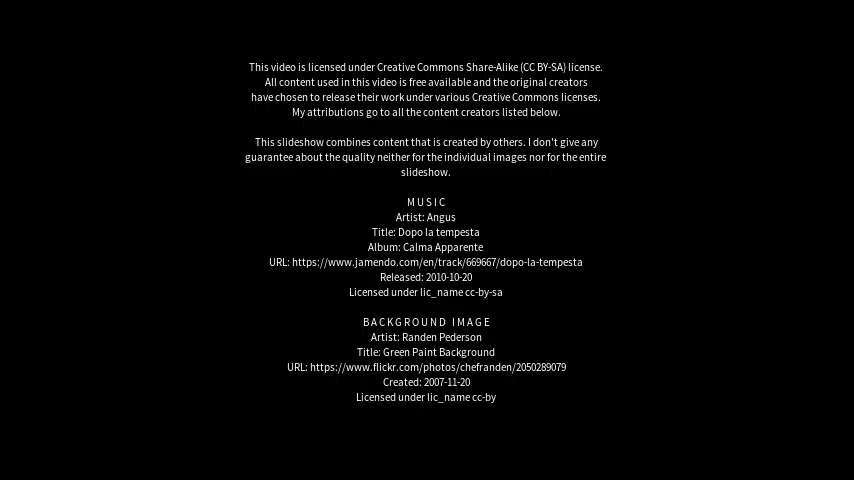 This video is licensed under Creative Commons Share-Alike (CC BY-SA) license.
All content used in this video is free available and the original creators
have chosen to release their work under various Creative Commons licenses.
My attributions go to all the content creators listed below.
This slideshow combines content that is created by others. I don't give any
guarantee about the quality neither for the individual images nor for the entire
slideshow.
MUSIC
Artist: Angus
Title: Dopo la tempesta
Album: Calma Apparente
URL: https://www.jamendo.com/en/track/669667/dopo-la-tempesta
Released: 2010-10-20
Licensed under lic_name cc-by-sa
BACKGROUND IMAGE
Artist: Randen Pederson
Title: Green Paint Background
URL: https://www.flickr.com/photos/chefranden/2050289079
Created: 2007-11-20
Licensed under lic_name cc-by